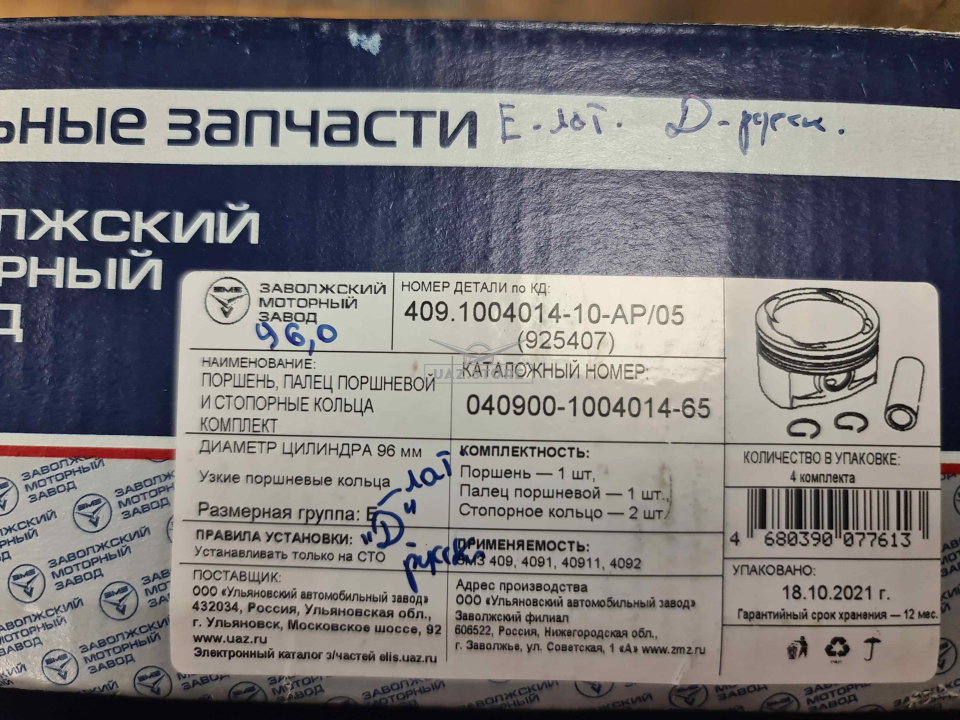 ьные запчасти Е-лат. D-русск.
олжский
орный
д
ЗМЗ ЗАВОЛЖСКИЙ
МОТОРНЫЙ
ЗАВОД
96,0
НОМЕР ДЕТАЛИ по КД:
409.1004014-10-АР/05
(925407)
НАИМЕНОВАНИЕ:
ПОРШЕНЬ, ПАЛЕЦ ПОРШНЕВОЙ
И СТОПОРНЫЕ КОЛЬЦА
КОМПЛЕКТ
КАТАЛОЖНЫЙ НОМЕР:
040900-1004014-65
UAZ.STORE
ДИАМЕТР ЦИЛИНДРА 96 мм
Узкие поршневые кольца
Размерная группа: Е - лат
"D" русск.
КОМПЛЕКТНОСТЬ:
Поршень — 1 шт,
Палец поршневой — 1 шт.,
Стопорное кольцо — 2 шт
ПРАВИЛА УСТАНОВКИ:
Устанавливать только на СТО
ПРИМЕНЯЕМОСТЬ:
ЗМЗ 409, 4091, 40911, 4092
ПОСТАВЩИК:
ООО «Ульяновский автомобильный завод»
432034, Россия, Ульяновская обл.,
г. Ульяновск, Московское шоссе, 92
www.uaz.ru
Электронный каталог з/частей elis.uaz.ru
Адрес производства
ООО «Ульяновский автомобильный завод»
Заволжский филиал
606522, Россия, Нижегородская обл.,
г. Заволжье, ул. Советская, 1 «А» www.zmz.ru
КОЛИЧЕСТВО В УПАКОВКЕ:
4 комплекта
4 680390 077613
УПАКОВАНО:
18.10.2021 г.
Гарантийный срок хранения — 12 мес.
ЗАВОЛЖСКИЙ
МОТОРНЫЙ
ЗАВОД